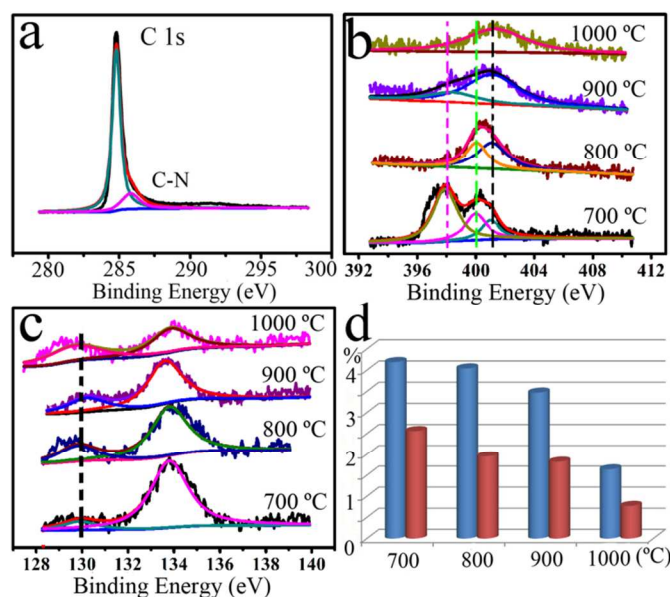 a
C 1s
C-N
280 285 290 295 300
Binding Energy (eV)
b
1000 ºC
900 ºC
800 ºC
700 ºC
392 396 400 404 408 412
Binding Energy (eV)
c
1000 ºC
900 ºC
800 ºC
700 ºC
128 130 132 134 136 138 140
Binding Energy (eV)
d
%
4
3
2
1
0
700 800 900 1000 (ºC)